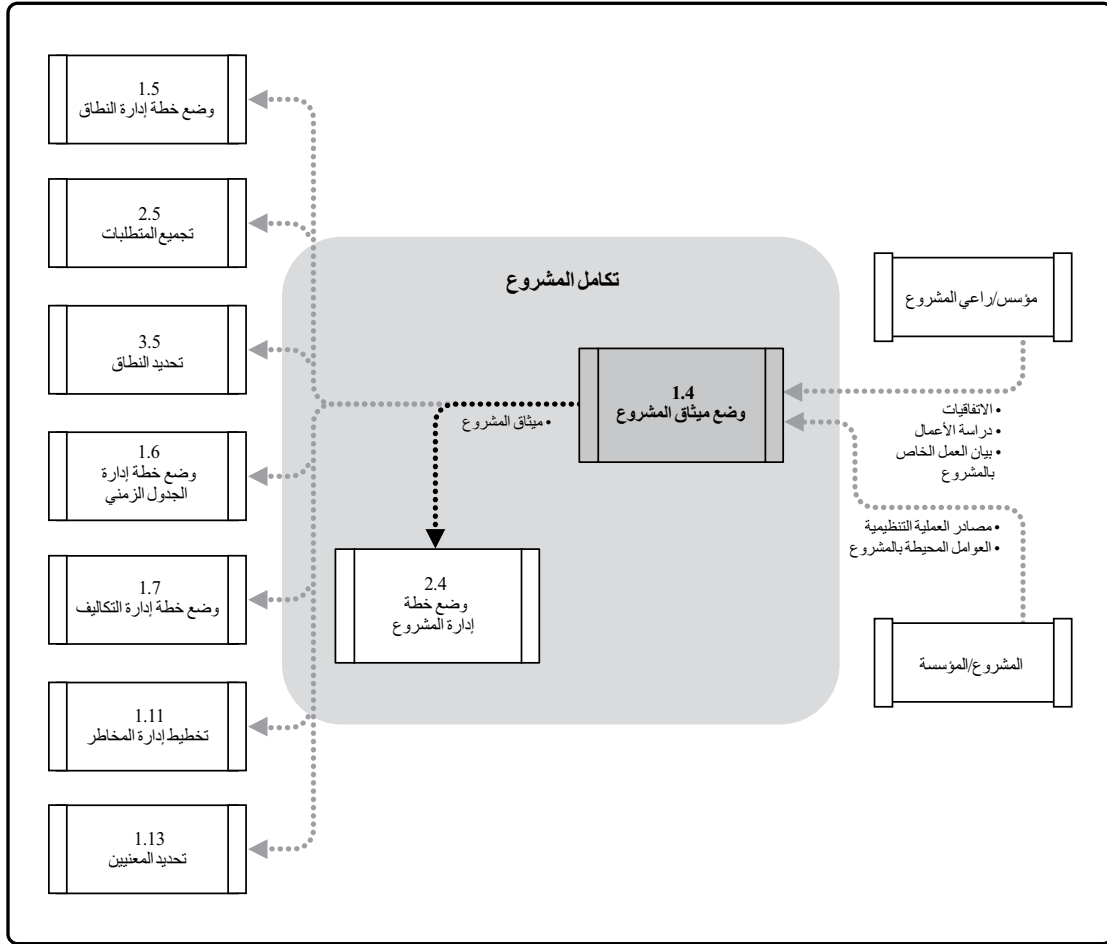 تكامل المشروع
مؤسس/راعي المشروع
• الاتفاقيات
• دراسة الأعمال
• بيان العمل الخاص
بالمشروع
• مصادر العملية التنظيمية
• العوامل المحيطة بالمشروع
المشروع/المؤسسة
1.4
وضع ميثاق المشروع
• ميثاق المشروع
2.4
وضع خطة
إدارة المشروع
1.5
وضع خطة إدارة النطاق
2.5
تجميع المتطلبات
3.5
تحديد النطاق
1.6
وضع خطة إدارة
الجدول الزمني
1.7
وضع خطة إدارة التكاليف
1.11
تخطيط إدارة المخاطر
1.13
تحديد المعنيين